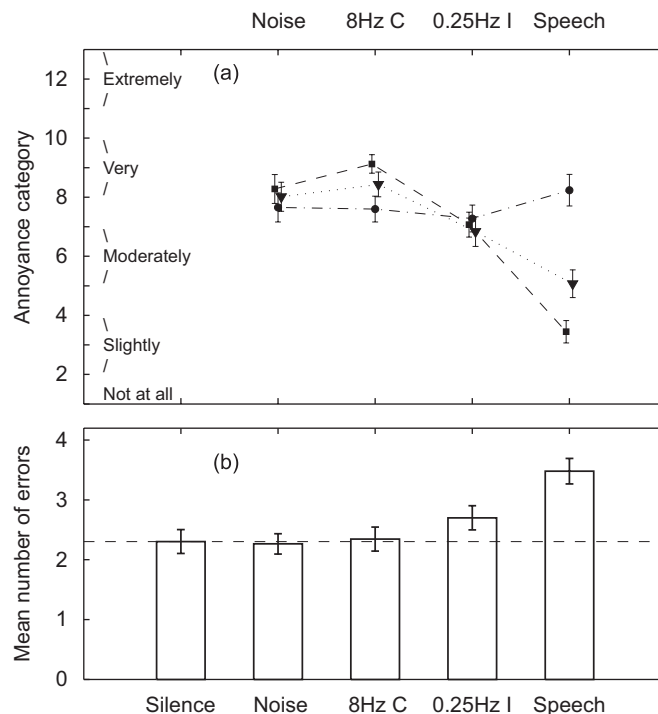 Noise 8Hz C 0.25Hz I Speech
(a)
12
10
8
6
4
2
Extremely
Very
Moderately
Slightly
Not at all
Annoyance category
(b)
4
3
2
1
0
Mean number of errors
Silence Noise 8Hz C 0.25Hz I Speech